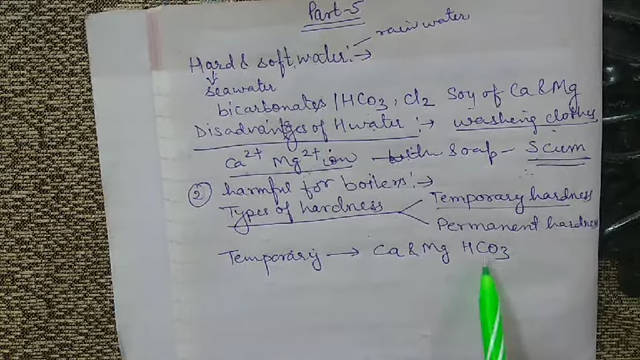 Part-5
Hard & soft water :→ rain water
seawater
bicarbonates /HCO3, Cl2 So4 of Ca & Mg
Disadvantges of Hwater :→ washing clothes
Ca2+ Mg2+ ion with Soap - Scum
② harmful for boilers :→
Types of hardness Temporary hardness
Permanent hardness
Temporary → Ca & Mg HCO3